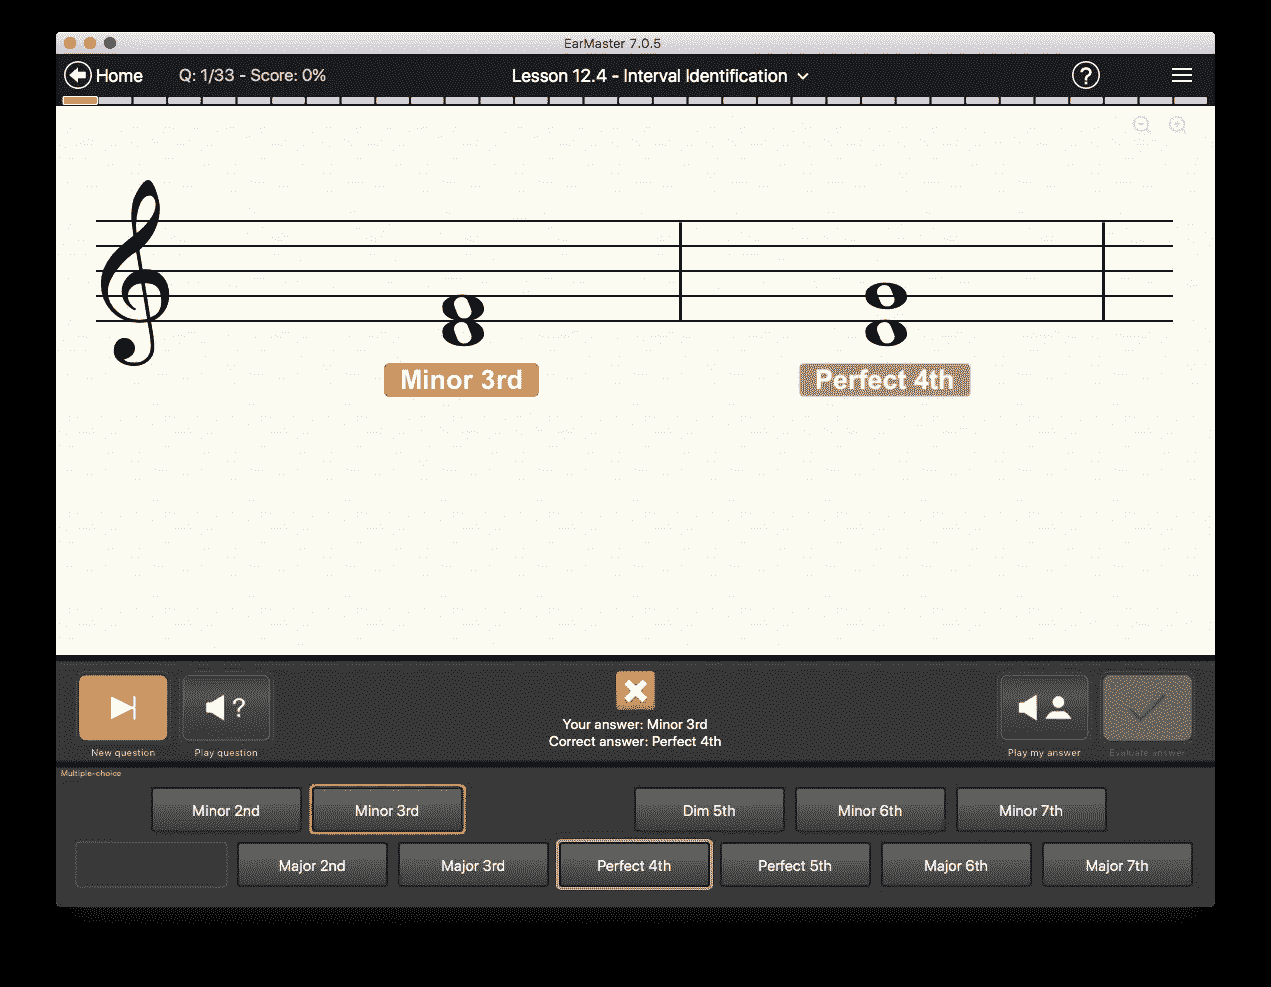 EarMaster 7.0.5
Home
Q: 1/33 - Score: 0%
Lesson 12.4 - Interval Identification
?
Minor 3rd
Perfect 4th
?
Your answer: Minor 3rd
Correct answer: Perfect 4th
New question
Play question
Play my answer
Evaluate answer
Multiple-choice
Minor 2nd
Minor 3rd
Dim 5th
Minor 6th
Minor 7th
Major 2nd
Major 3rd
Perfect 4th
Perfect 5th
Major 6th
Major 7th